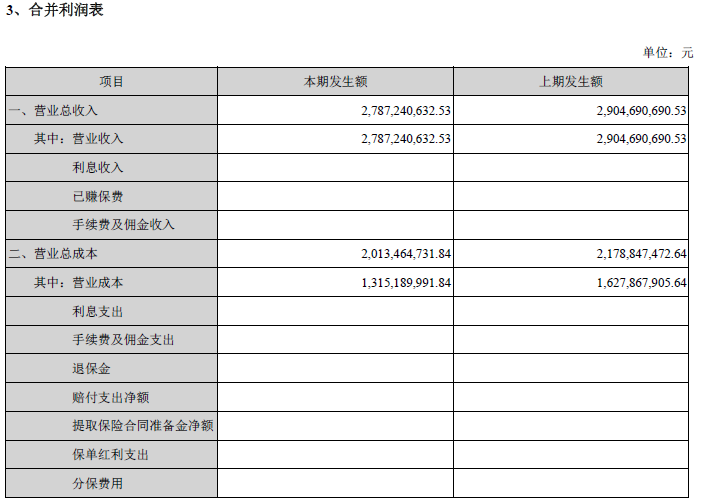 3、合并利润表
单位：元
项目 本期发生额 上期发生额
一、营业总收入 2,787,240,632.53 2,904,690,690.53
其中：营业收入 2,787,240,632.53 2,904,690,690.53
利息收入
已赚保费
手续费及佣金收入
二、营业总成本 2,013,464,731.84 2,178,847,472.64
其中：营业成本 1,315,189,991.84 1,627,867,905.64
利息支出
手续费及佣金支出
退保金
赔付支出净额
提取保险合同准备金净额
保单红利支出
分保费用